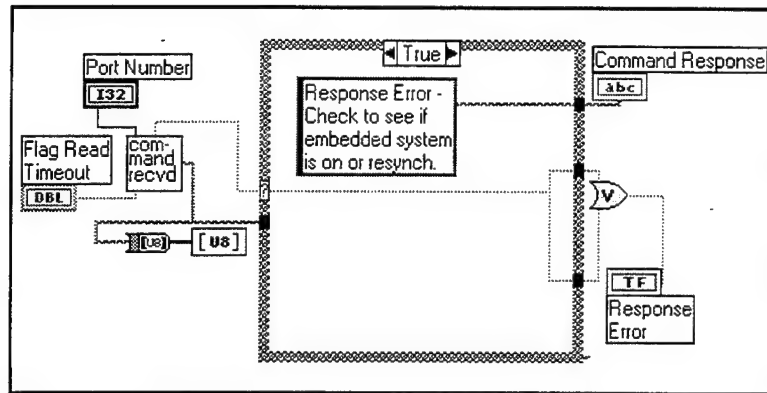 True
Port Number
I32
Command Response
abc
Response Error -
Check to see if
embedded system
is on or resynch.
Flag Read
Timeout
DBL
com-
mand
recvd
?
V
[U8]
[U8]
TF
Response
Error